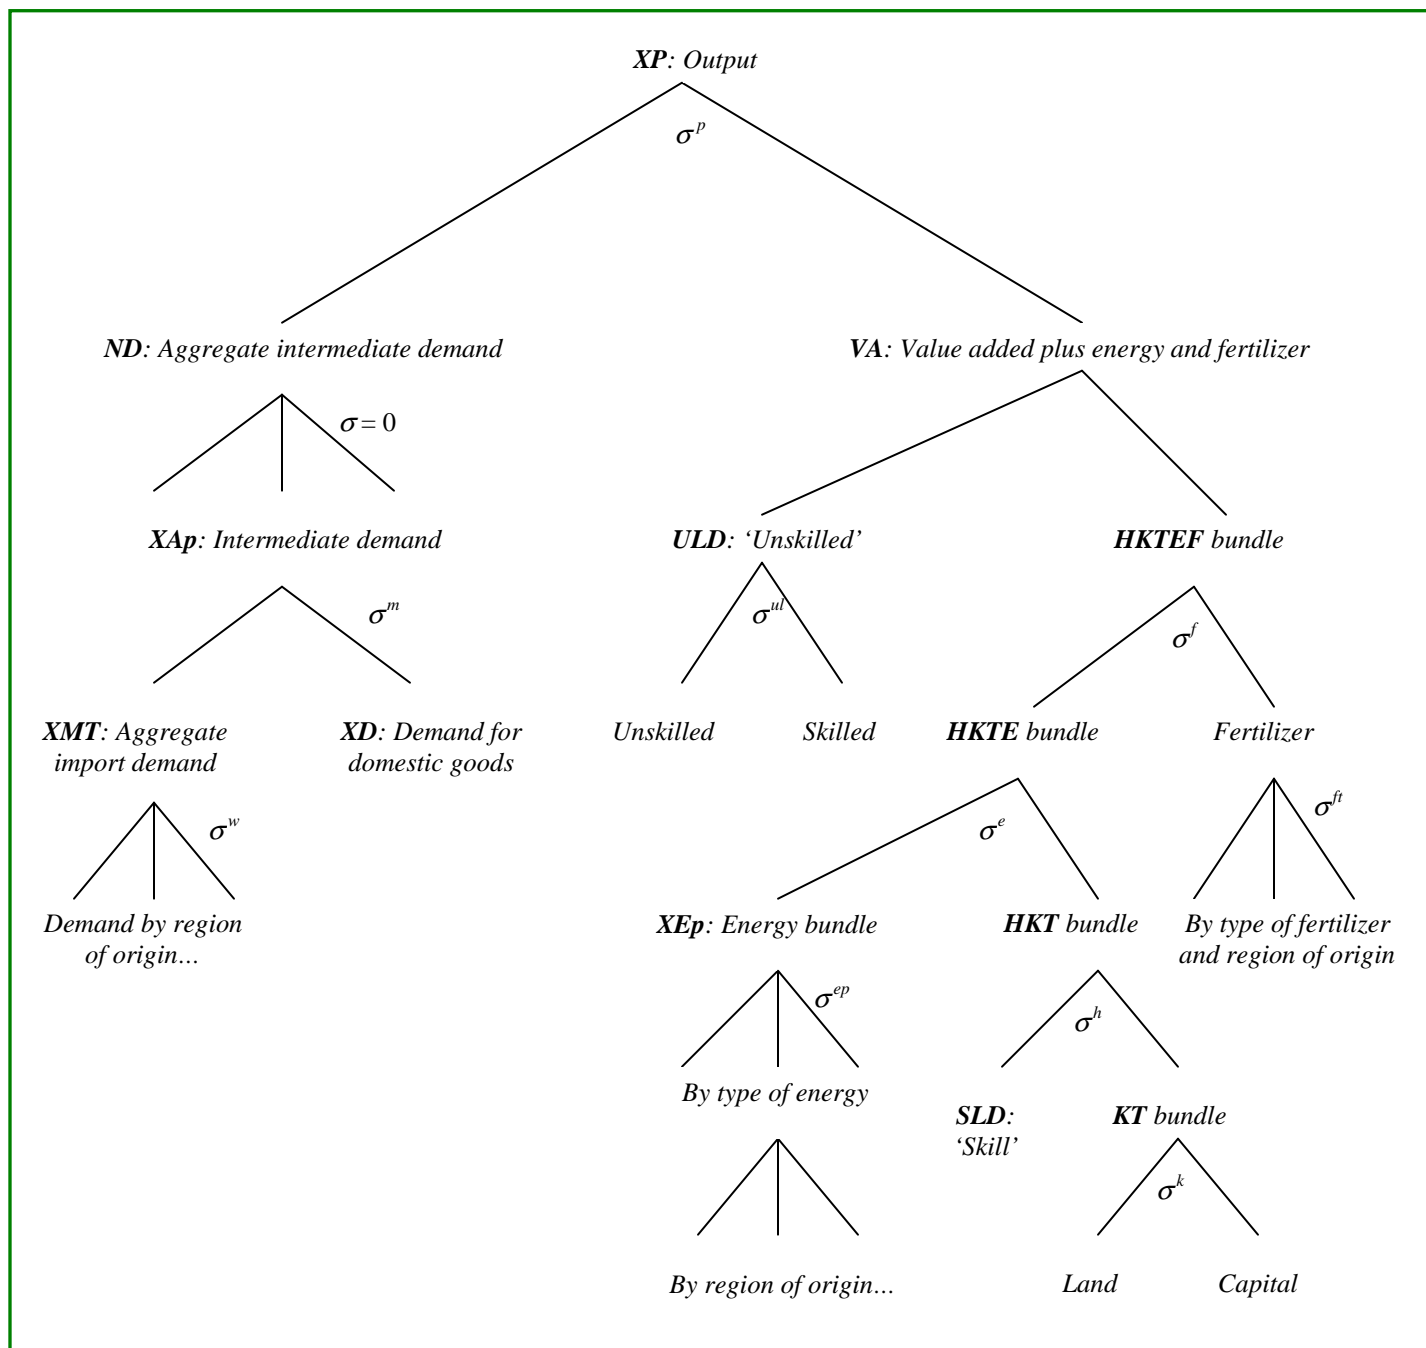 XP: Output
σ^p
ND: Aggregate intermediate demand
VA: Value added plus energy and fertilizer
σ = 0
XAp: Intermediate demand
ULD: ‘Unskilled’
HKTEF bundle
σ^m
σ^ul
σ^f
XMT: Aggregate
import demand
XD: Demand for
domestic goods
Unskilled
Skilled
HKTE bundle
Fertilizer
σ^w
σ^e
σ^ft
Demand by region
of origin…
XEp: Energy bundle
HKT bundle
By type of fertilizer
and region of origin
σ^ep
σ^h
By type of energy
SLD:
‘Skill’
KT bundle
σ^k
By region of origin…
Land
Capital